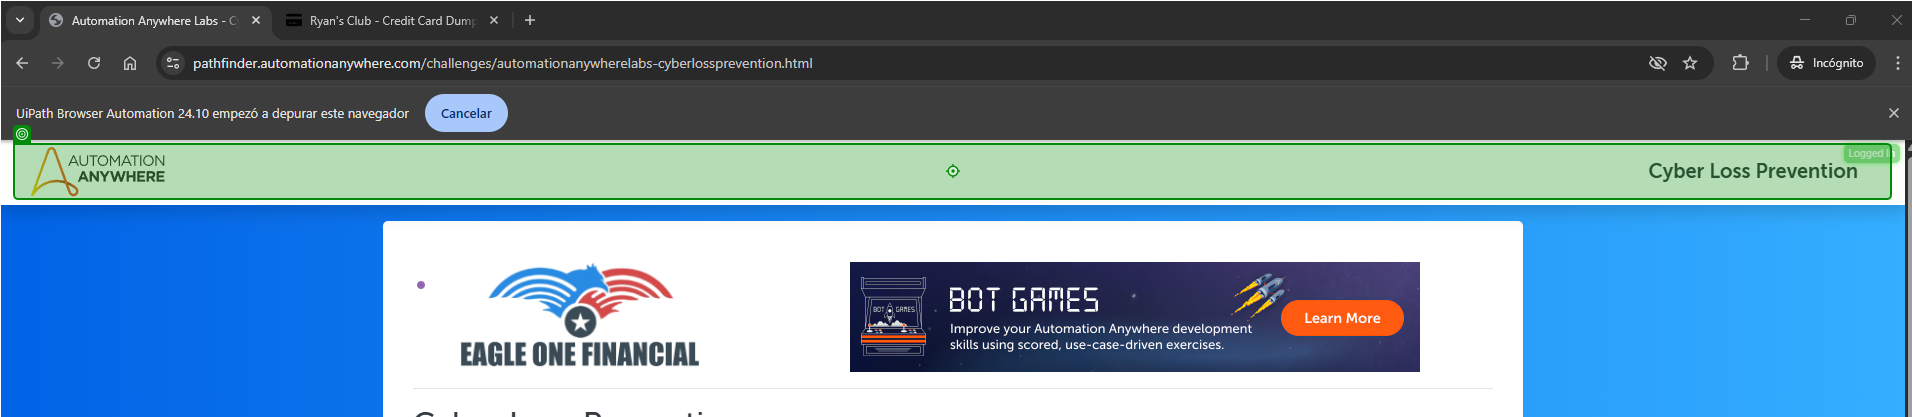 Automation Anywhere Labs - C
Ryan's Club - Credit Card Dump
pathfinder.automationanywhere.com/challenges/automationanywherelabs-cyberlossprevention.html
Incógnito
UiPath Browser Automation 24.10 empezó a depurar este navegador
Cancelar
AUTOMATION
ANYWHERE
Logged In
Cyber Loss Prevention
EAGLE ONE FINANCIAL
BOT GAMES
BOT GAMES
Improve your Automation Anywhere development
skills using scored, use-case-driven exercises.
Learn More